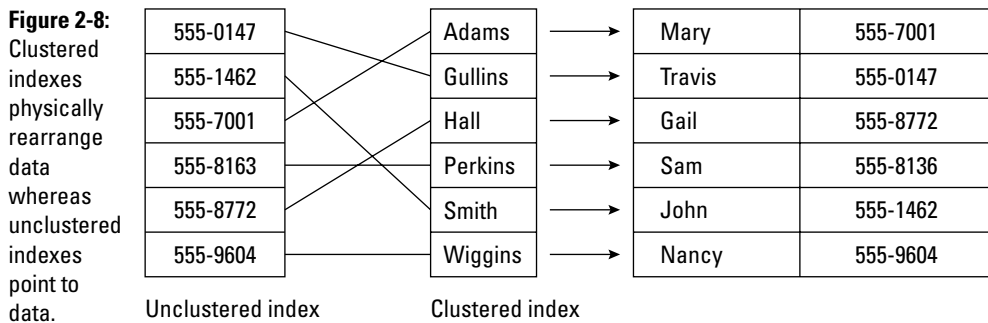 Figure 2-8:
Clustered
indexes
physically
rearrange
data
whereas
unclustered
indexes
point to
data.
555-0147
555-1462
555-7001
555-8163
555-8772
555-9604
Unclustered index
Adams
Gullins
Hall
Perkins
Smith
Wiggins
Clustered index
Mary 555-7001
Travis 555-0147
Gail 555-8772
Sam 555-8136
John 555-1462
Nancy 555-9604